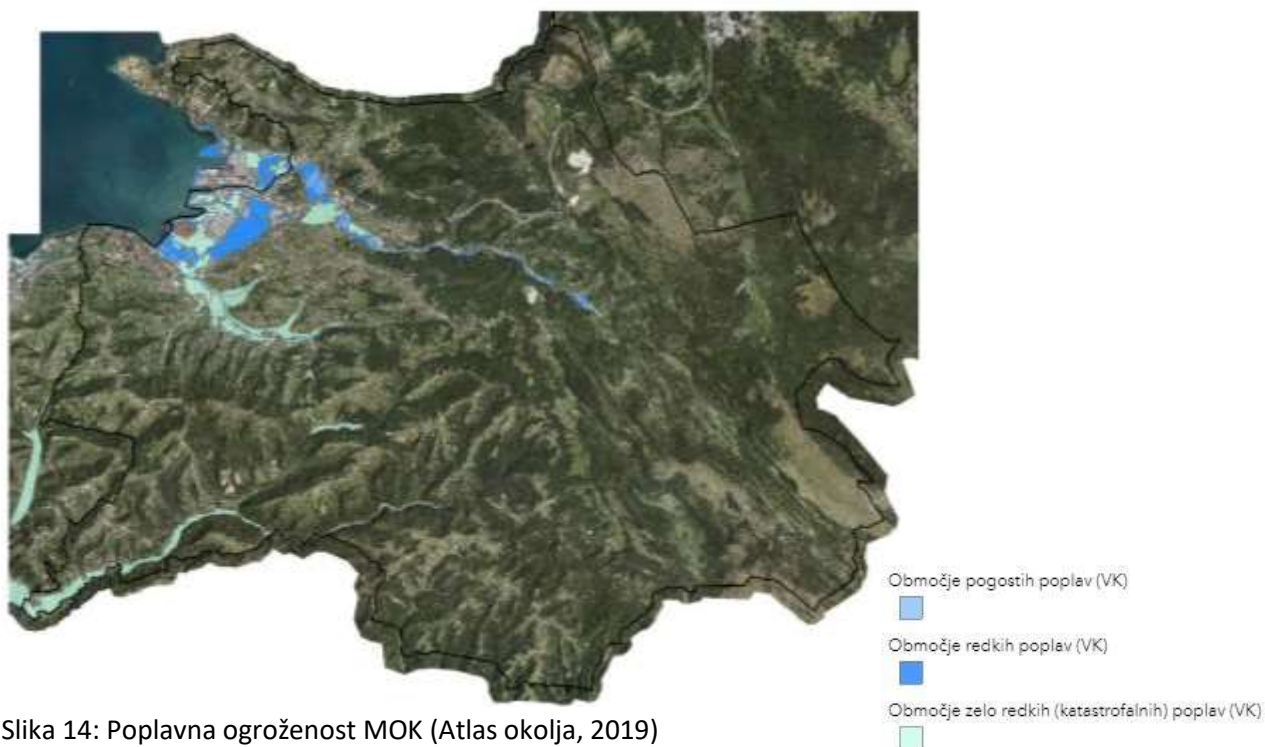 Območje pogostih poplav (VK)
Območje redkih poplav (VK)
Območje zelo redkih (katastrofalnih) poplav (VK)
Slika 14: Poplavna ogroženost MOK (Atlas okolja, 2019)